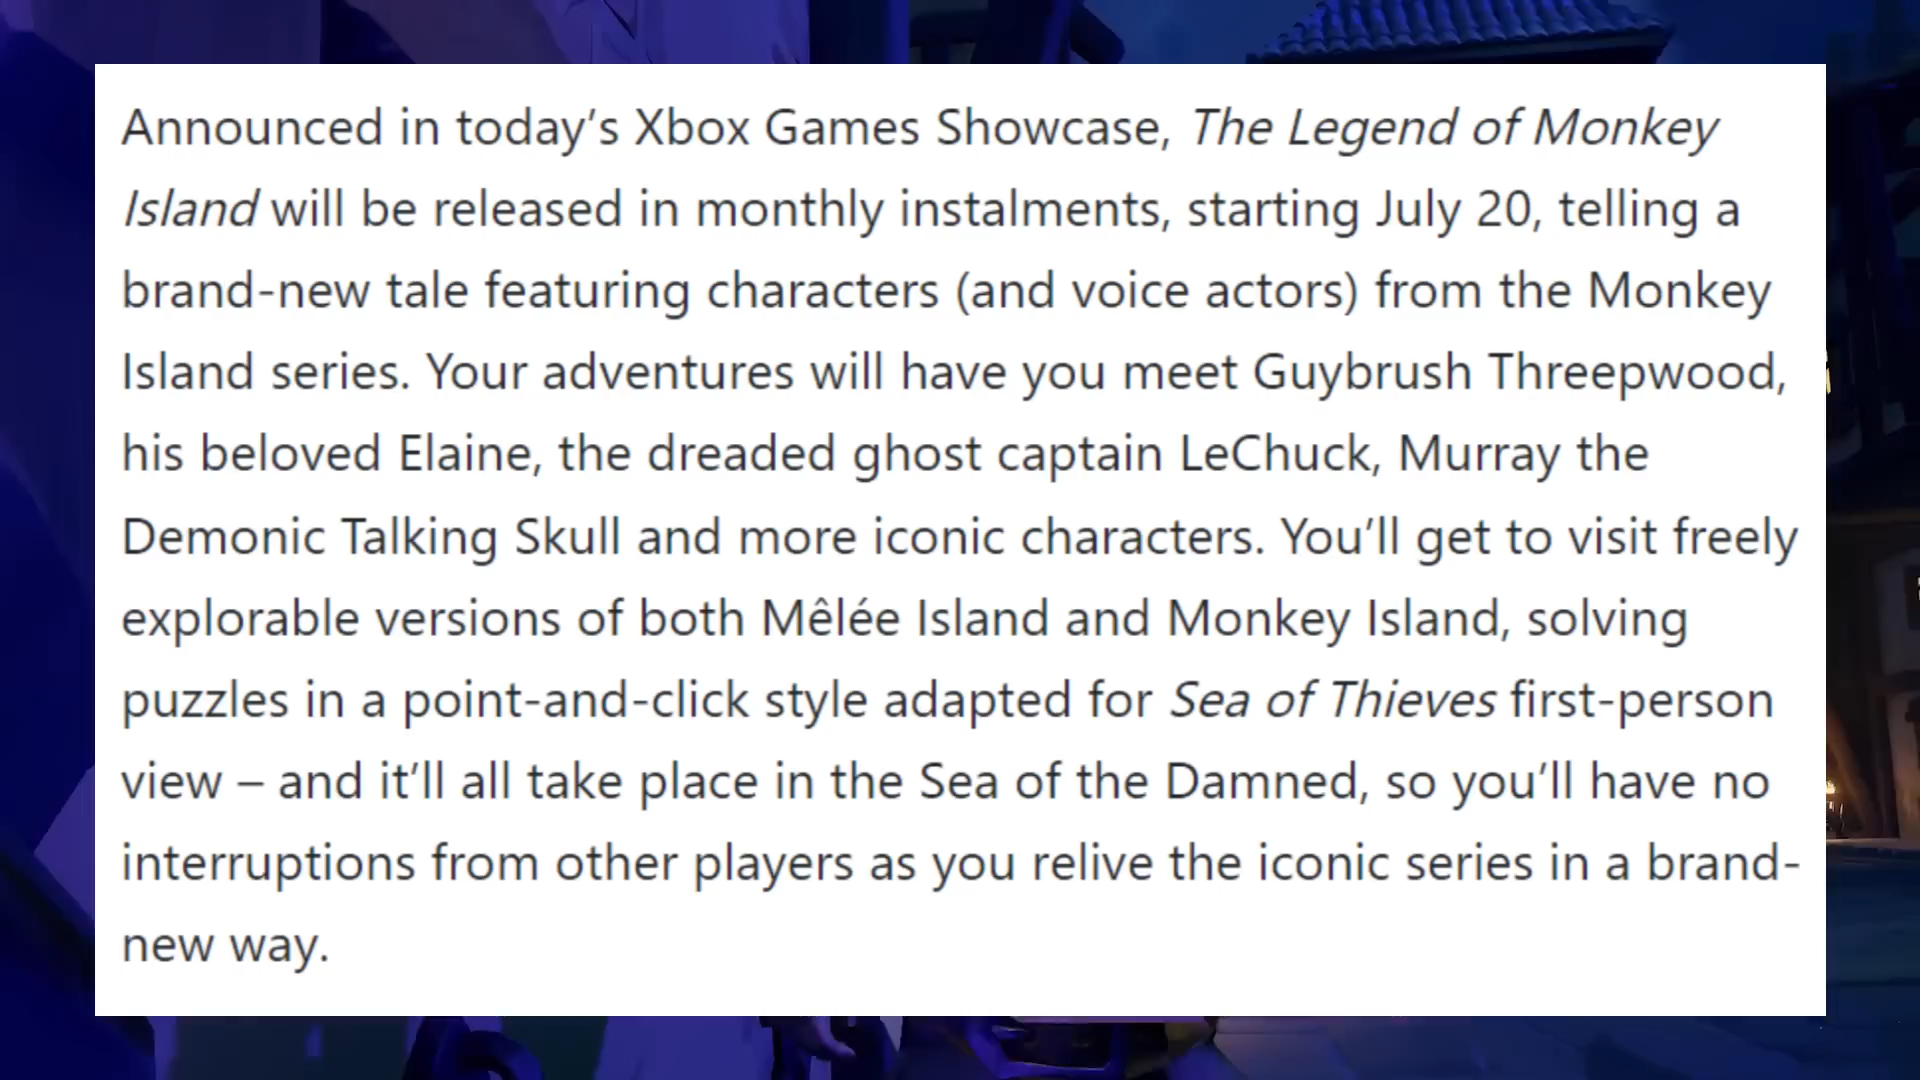 Announced in today’s Xbox Games Showcase, The Legend of Monkey
Island will be released in monthly instalments, starting July 20, telling a
brand-new tale featuring characters (and voice actors) from the Monkey
Island series. Your adventures will have you meet Guybrush Threepwood,
his beloved Elaine, the dreaded ghost captain LeChuck, Murray the
Demonic Talking Skull and more iconic characters. You’ll get to visit freely
explorable versions of both Mêlée Island and Monkey Island, solving
puzzles in a point-and-click style adapted for Sea of Thieves first-person
view – and it’ll all take place in the Sea of the Damned, so you’ll have no
interruptions from other players as you relive the iconic series in a brand-
new way.